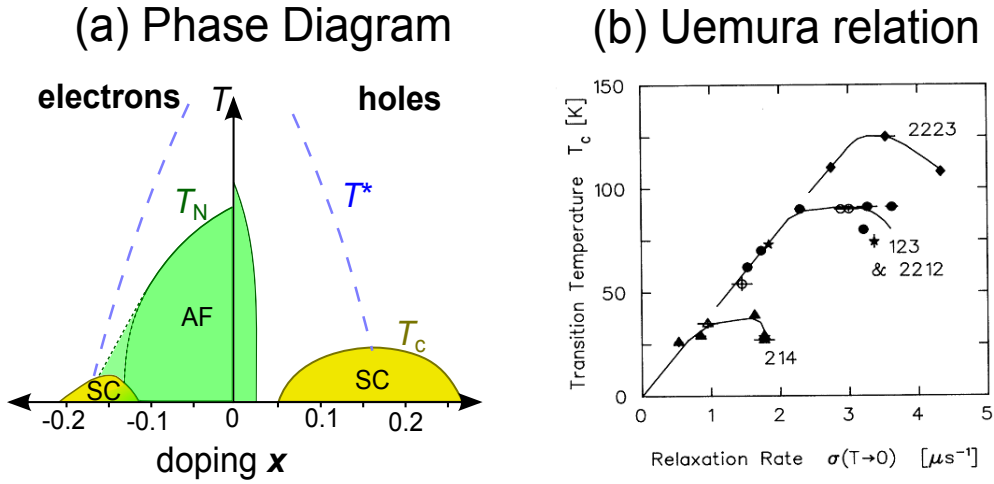 (a) Phase Diagram
electrons
T
holes
T*
T_N
AF
T_c
SC
SC
-0.2
-0.1
0
0.1
0.2
doping x
(b) Uemura relation
Transition Temperature T_c [K]
150
100
50
0
2223
123
& 2212
214
0
1
2
3
4
5
Relaxation Rate σ(T→0) [μs⁻¹]